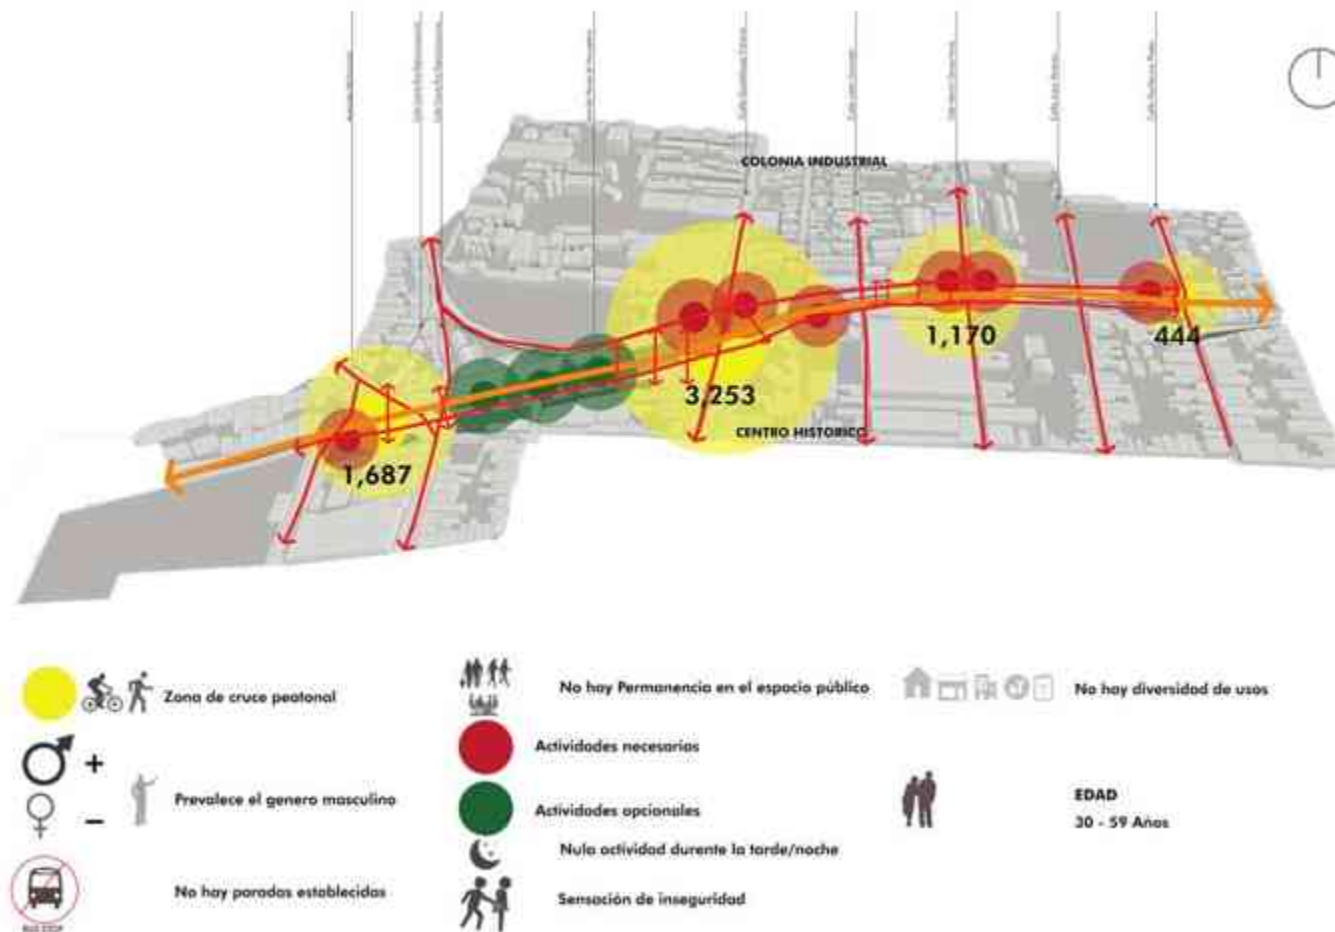 COLONIA INDUSTRIAL
1,170
444
3,253
CENTRO HISTORICO
1,687
Zona de cruce peatonal
No hay Permanencia en el espacio público
No hay diversidad de usos
Actividades necesarias
+
Prevalece el genero masculino
–
Actividades opcionales
EDAD
30 - 59 Años
Nula actividad durante la tarde/noche
No hay paradas establecidas
Sensación de inseguridad
BUS STOP